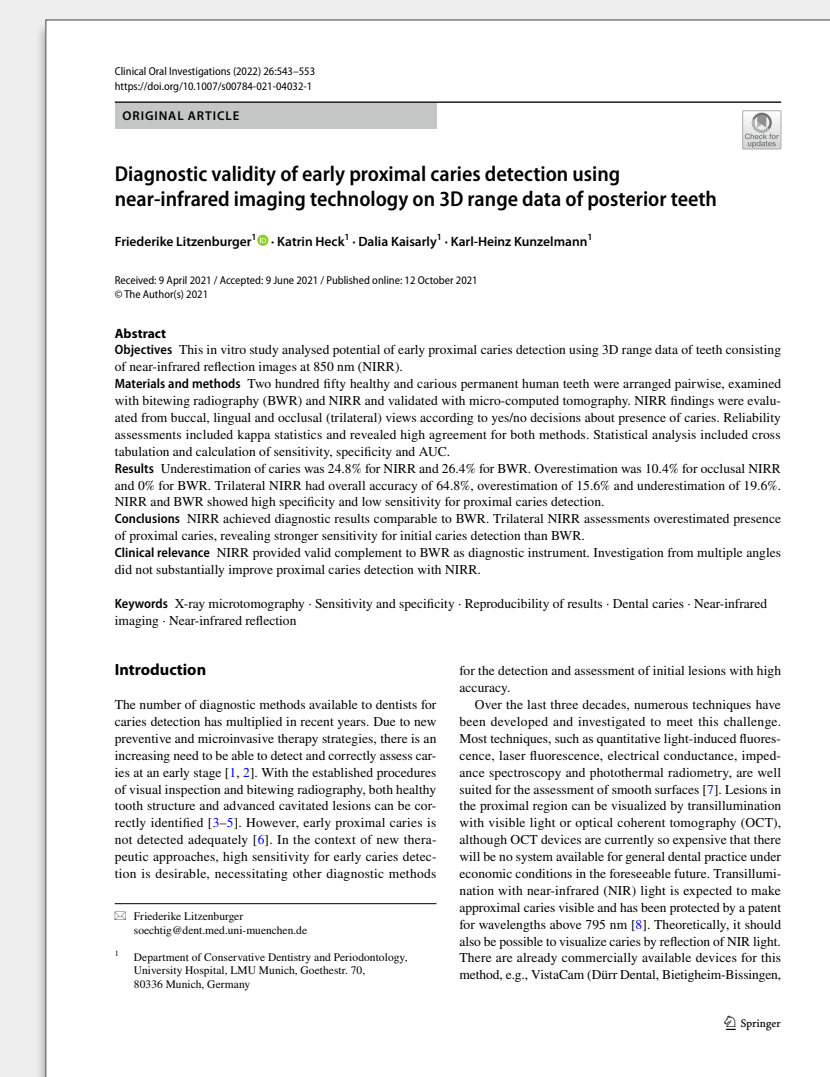 Clinical Oral Investigations (2022) 26:543–553
https://doi.org/10.1007/s00784-021-04032-1
ORIGINAL ARTICLE
Check for
updates
Diagnostic validity of early proximal caries detection using
near-infrared imaging technology on 3D range data of posterior teeth
Friederike Litzenburger1 iD · Katrin Heck1 · Dalia Kaisarly1 · Karl-Heinz Kunzelmann1
Received: 9 April 2021 / Accepted: 9 June 2021 / Published online: 12 October 2021
© The Author(s) 2021
Abstract
Objectives This in vitro study analysed potential of early proximal caries detection using 3D range data of teeth consisting
of near-infrared reflection images at 850 nm (NIRR).
Materials and methods Two hundred fifty healthy and carious permanent human teeth were arranged pairwise, examined
with bitewing radiography (BWR) and NIRR and validated with micro-computed tomography. NIRR findings were evalu-
ated from buccal, lingual and occlusal (trilateral) views according to yes/no decisions about presence of caries. Reliability
assessments included kappa statistics and revealed high agreement for both methods. Statistical analysis included cross
tabulation and calculation of sensitivity, specificity and AUC.
Results Underestimation of caries was 24.8% for NIRR and 26.4% for BWR. Overestimation was 10.4% for occlusal NIRR
and 0% for BWR. Trilateral NIRR had overall accuracy of 64.8%, overestimation of 15.6% and underestimation of 19.6%.
NIRR and BWR showed high specificity and low sensitivity for proximal caries detection.
Conclusions NIRR achieved diagnostic results comparable to BWR. Trilateral NIRR assessments overestimated presence
of proximal caries, revealing stronger sensitivity for initial caries detection than BWR.
Clinical relevance NIRR provided valid complement to BWR as diagnostic instrument. Investigation from multiple angles
did not substantially improve proximal caries detection with NIRR.
Keywords X-ray microtomography · Sensitivity and specificity · Reproducibility of results · Dental caries · Near-infrared
imaging · Near-infrared reflection
Introduction
The number of diagnostic methods available to dentists for
caries detection has multiplied in recent years. Due to new
preventive and microinvasive therapy strategies, there is an
increasing need to be able to detect and correctly assess car-
ies at an early stage [1, 2]. With the established procedures
of visual inspection and bitewing radiography, both healthy
tooth structure and advanced cavitated lesions can be cor-
rectly identified [3–5]. However, early proximal caries is
not detected adequately [6]. In the context of new thera-
peutic approaches, high sensitivity for early caries detec-
tion is desirable, necessitating other diagnostic methods
Friederike Litzenburger
soechtig@dent.med.uni-muenchen.de
1 Department of Conservative Dentistry and Periodontology,
University Hospital, LMU Munich, Goethestr. 70,
80336 Munich, Germany
for the detection and assessment of initial lesions with high
accuracy.
Over the last three decades, numerous techniques have
been developed and investigated to meet this challenge.
Most techniques, such as quantitative light-induced fluores-
cence, laser fluorescence, electrical conductance, imped-
ance spectroscopy and photothermal radiometry, are well
suited for the assessment of smooth surfaces [7]. Lesions in
the proximal region can be visualized by transillumination
with visible light or optical coherent tomography (OCT),
although OCT devices are currently so expensive that there
will be no system available for general dental practice under
economic conditions in the foreseeable future. Transillumi-
nation with near-infrared (NIR) light is expected to make
approximal caries visible and has been protected by a patent
for wavelengths above 795 nm [8]. Theoretically, it should
also be possible to visualize caries by reflection of NIR light.
There are already commercially available devices for this
method, e.g., VistaCam (Dürr Dental, Bietigheim-Bissingen,
Springer